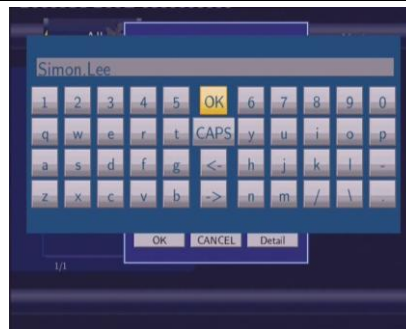 All
Simon.Lee
1 2 3 4 5 OK 6 7 8 9 0
q w e r t CAPS y u i o p
a s d f g <- h j k l -
z x c v b -> n m / \ .
OK CANCEL Detail
1/1